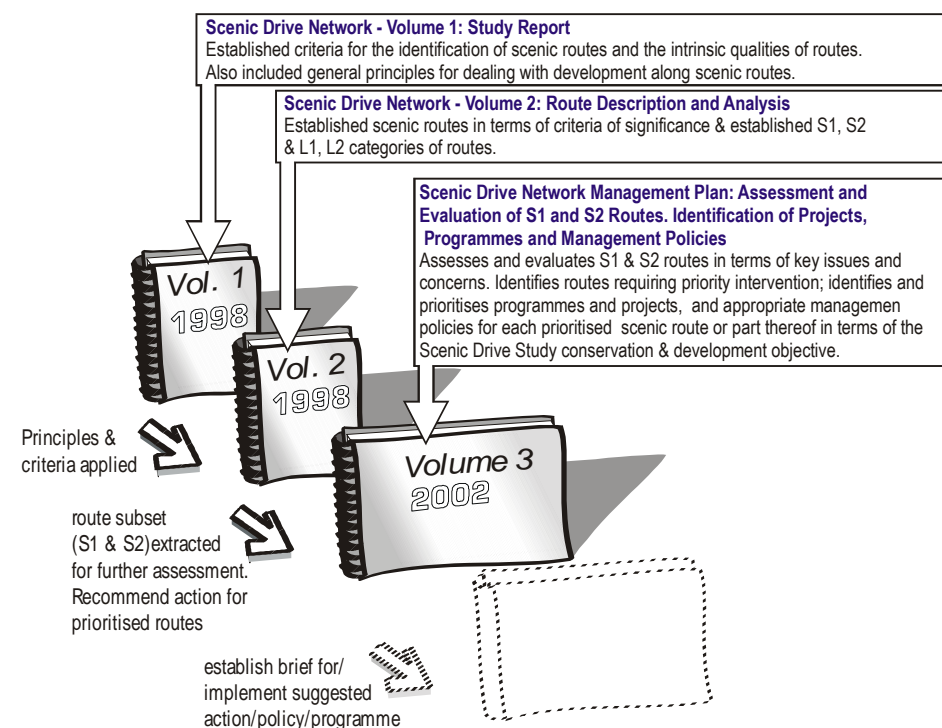 Scenic Drive Network - Volume 1: Study Report
Established criteria for the identification of scenic routes and the intrinsic qualities of routes.
Also included general principles for dealing with development along scenic routes.
Scenic Drive Network - Volume 2: Route Description and Analysis
Established scenic routes in terms of criteria of significance & established S1, S2
& L1, L2 categories of routes.
Scenic Drive Network Management Plan: Assessment and
Evaluation of S1 and S2 Routes. Identification of Projects,
Programmes and Management Policies
Assesses and evaluates S1 & S2 routes in terms of key issues and
concerns. Identifies routes requiring priority intervention; identifies and
prioritises programmes and projects, and appropriate managemen
policies for each prioritised scenic route or part thereof in terms of the
Scenic Drive Study conservation & development objective.
Vol. 1
1998
Vol. 2
1998
Volume 3
2002
Principles &
criteria applied
route subset
(S1 & S2)extracted
for further assessment.
Recommend action for
prioritised routes
establish brief for/
implement suggested
action/policy/programme